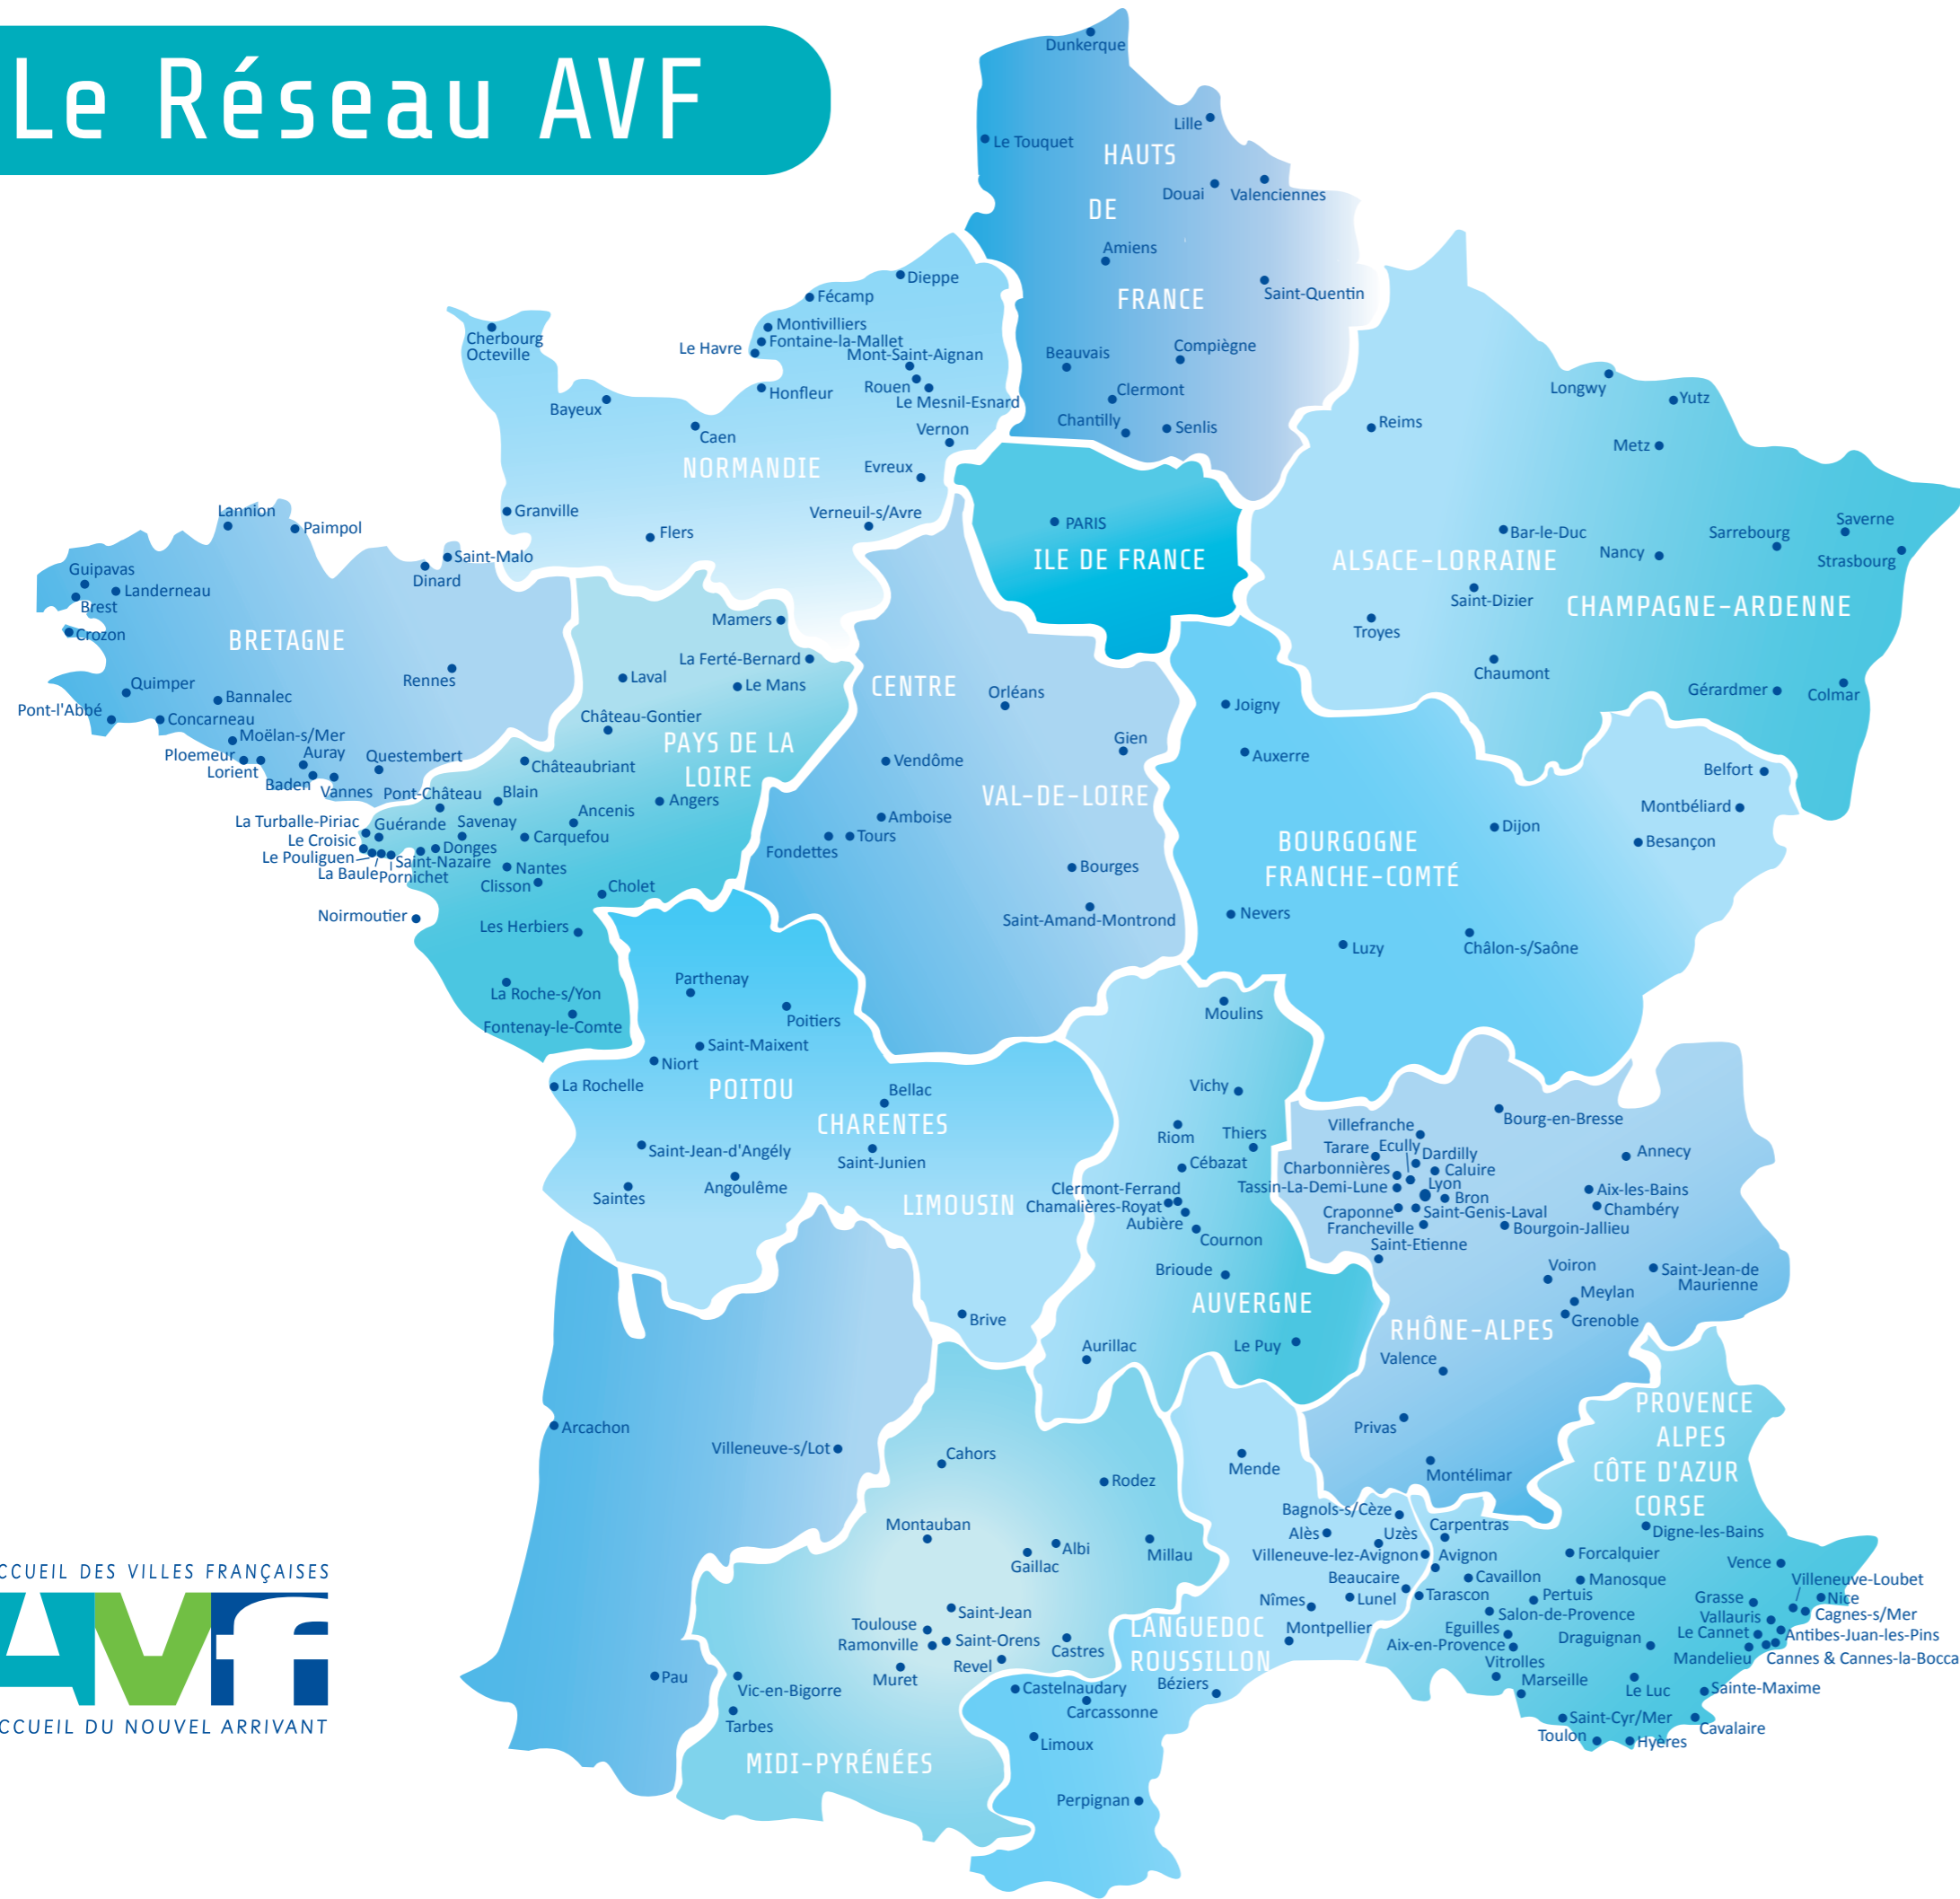 Le Réseau AVF
Dunkerque
Lille
Le Touquet
HAUTS
Douai
Valenciennes
DE
Amiens
FRANCE
Saint-Quentin
Beauvais
Compiègne
Clermont
Chantilly
Senlis
Dieppe
Fécamp
Montivilliers
Fontaine-la-Mallet
Le Havre
Mont-Saint-Aignan
Rouen
Le Mesnil-Esnard
Honfleur
Cherbourg
Octeville
Bayeux
Caen
Vernon
NORMANDIE
Evreux
Granville
Flers
Verneuil-s/Avre
PARIS
ILE DE FRANCE
Longwy
Yutz
Reims
Metz
Bar-le-Duc
Nancy
Sarrebourg
Saverne
Strasbourg
ALSACE-LORRAINE
Saint-Dizier
CHAMPAGNE-ARDENNE
Troyes
Chaumont
Gérardmer
Colmar
Lannion
Paimpol
Saint-Malo
Dinard
Guipavas
Landerneau
Brest
Crozon
BRETAGNE
Rennes
Quimper
Bannalec
Pont-l'Abbé
Concarneau
Moëlan-s/Mer
Ploemeur
Lorient
Auray
Baden
Vannes
Questembert
Mamers
La Ferté-Bernard
Laval
Le Mans
Château-Gontier
PAYS DE LA
LOIRE
Châteaubriant
Pont-Château
Blain
Ancenis
Angers
La Turballe-Piriac
Guérande
Savenay
Carquefou
Le Croisic
Donges
Le Pouliguen
Saint-Nazaire
La Baule
Pornichet
Nantes
Clisson
Cholet
Noirmoutier
Les Herbiers
La Roche-s/Yon
Fontenay-le-Comte
CENTRE
Orléans
Gien
Vendôme
VAL-DE-LOIRE
Amboise
Tours
Fondettes
Bourges
Saint-Amand-Montrond
Joigny
Auxerre
Belfort
Montbéliard
Dijon
Besançon
BOURGOGNE
FRANCHE-COMTÉ
Nevers
Luzy
Châlon-s/Saône
Parthenay
Poitiers
Saint-Maixent
Niort
La Rochelle
POITOU
Bellac
CHARENTES
Saint-Jean-d'Angély
Saint-Junien
Saintes
Angoulême
LIMOUSIN
Brive
Moulins
Vichy
Riom
Thiers
Cébazat
Clermont-Ferrand
Chamalières-Royat
Aubière
Cournon
Brioude
AUVERGNE
Aurillac
Le Puy
Bourg-en-Bresse
Villefranche
Tarare
Ecully
Dardilly
Charbonnières
Caluire
Tassin-La-Demi-Lune
Lyon
Bron
Craponne
Saint-Genis-Laval
Francheville
Bourgoin-Jallieu
Saint-Etienne
Annecy
Aix-les-Bains
Chambéry
Voiron
Saint-Jean-de
Maurienne
Meylan
Grenoble
RHÔNE-ALPES
Valence
Privas
Montélimar
Arcachon
Villeneuve-s/Lot
Pau
Cahors
Rodez
Montauban
Albi
Gaillac
Millau
Saint-Jean
Toulouse
Ramonville
Saint-Orens
Castres
Revel
Muret
Vic-en-Bigorre
Tarbes
MIDI-PYRÉNÉES
Mende
Bagnols-s/Cèze
Alès
Uzès
Villeneuve-lez-Avignon
Beaucaire
Nîmes
Lunel
LANGUEDOC
ROUSSILLON
Montpellier
Béziers
Castelnaudary
Carcassonne
Limoux
Perpignan
PROVENCE
ALPES
CÔTE D'AZUR
CORSE
Carpentras
Digne-les-Bains
Avignon
Forcalquier
Vence
Cavaillon
Manosque
Villeneuve-Loubet
Tarascon
Pertuis
Grasse
Nice
Salon-de-Provence
Vallauris
Cagnes-s/Mer
Eguilles
Draguignan
Le Cannet
Antibes-Juan-les-Pins
Aix-en-Provence
Mandelieu
Cannes & Cannes-la-Bocca
Vitrolles
Marseille
Le Luc
Sainte-Maxime
Saint-Cyr/Mer
Cavalaire
Toulon
Hyères
CCUEIL DES VILLES FRANÇAISES
AVf
CCUEIL DU NOUVEL ARRIVANT